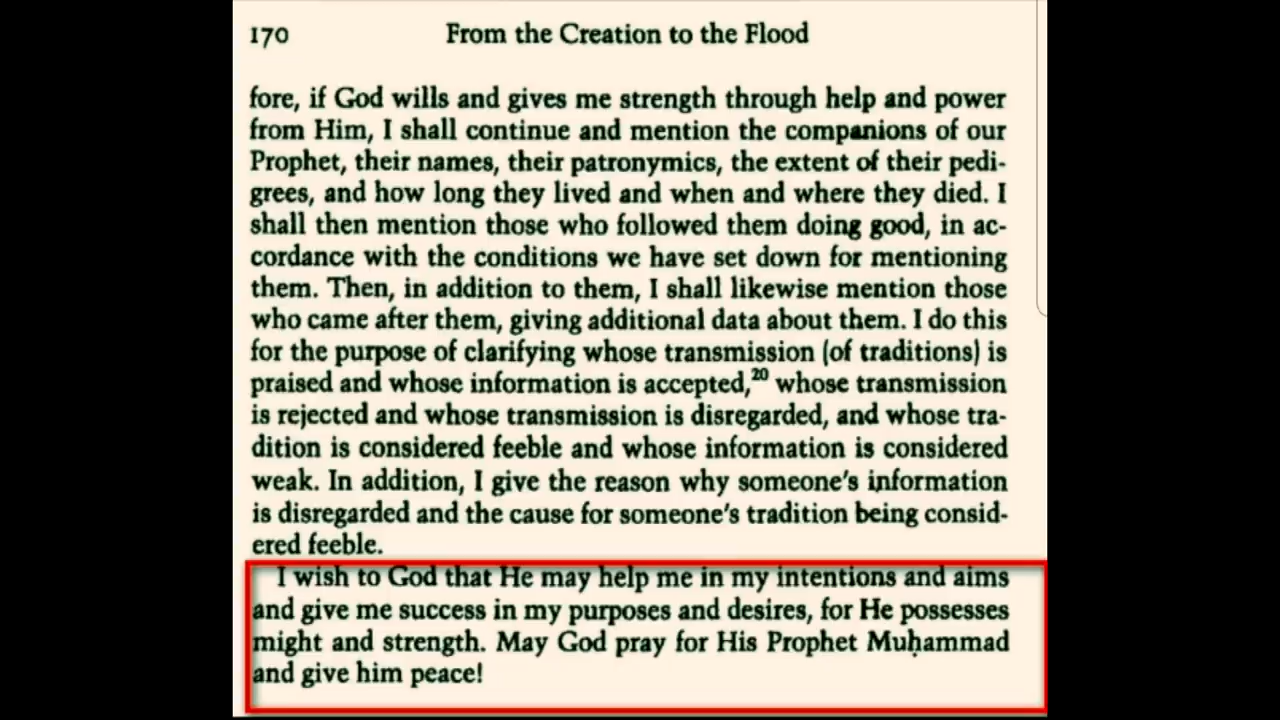 170 From the Creation to the Flood
fore, if God wills and gives me strength through help and power
from Him, I shall continue and mention the companions of our
Prophet, their names, their patronymics, the extent of their pedi-
grees, and how long they lived and when and where they died. I
shall then mention those who followed them doing good, in ac-
cordance with the conditions we have set down for mentioning
them. Then, in addition to them, I shall likewise mention those
who came after them, giving additional data about them. I do this
for the purpose of clarifying whose transmission (of traditions) is
praised and whose information is accepted,²⁰ whose transmission
is rejected and whose transmission is disregarded, and whose tra-
dition is considered feeble and whose information is considered
weak. In addition, I give the reason why someone's information
is disregarded and the cause for someone's tradition being consid-
ered feeble.
I wish to God that He may help me in my intentions and aims
and give me success in my purposes and desires, for He possesses
might and strength. May God pray for His Prophet Muḥammad
and give him peace!